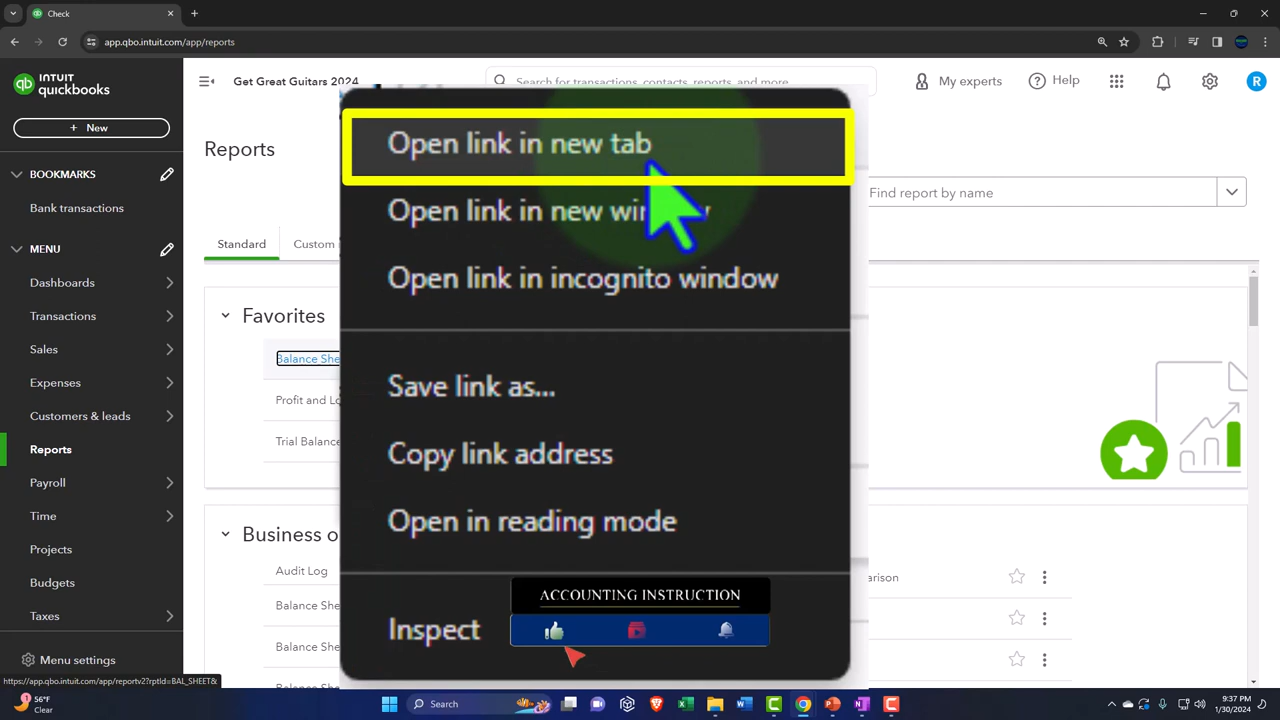 Check
app.qbo.intuit.com/app/reports
INTUIT quickbooks
Get Great Guitars 2024
Search for transactions, contacts, reports, and more
My experts
Help
R
+ New
BOOKMARKS
Bank transactions
MENU
Dashboards
Transactions
Sales
Expenses
Customers & leads
Reports
Payroll
Time
Projects
Budgets
Taxes
Menu settings
Reports
Find report by name
Standard
Custom
Favorites
Balance She
Profit and Lo
Trial Balanc
Business o
Audit Log
Balance She
Balance She
Balance She
arison
Open link in new tab
Open link in new wi
Open link in incognito window
Save link as...
Copy link address
Open in reading mode
Inspect
ACCOUNTING INSTRUCTION
https://app.qbo.intuit.com/app/reportv2?rptId=BAL_SHEET&
56°F
Clear
Search
9:37 PM
1/30/2024